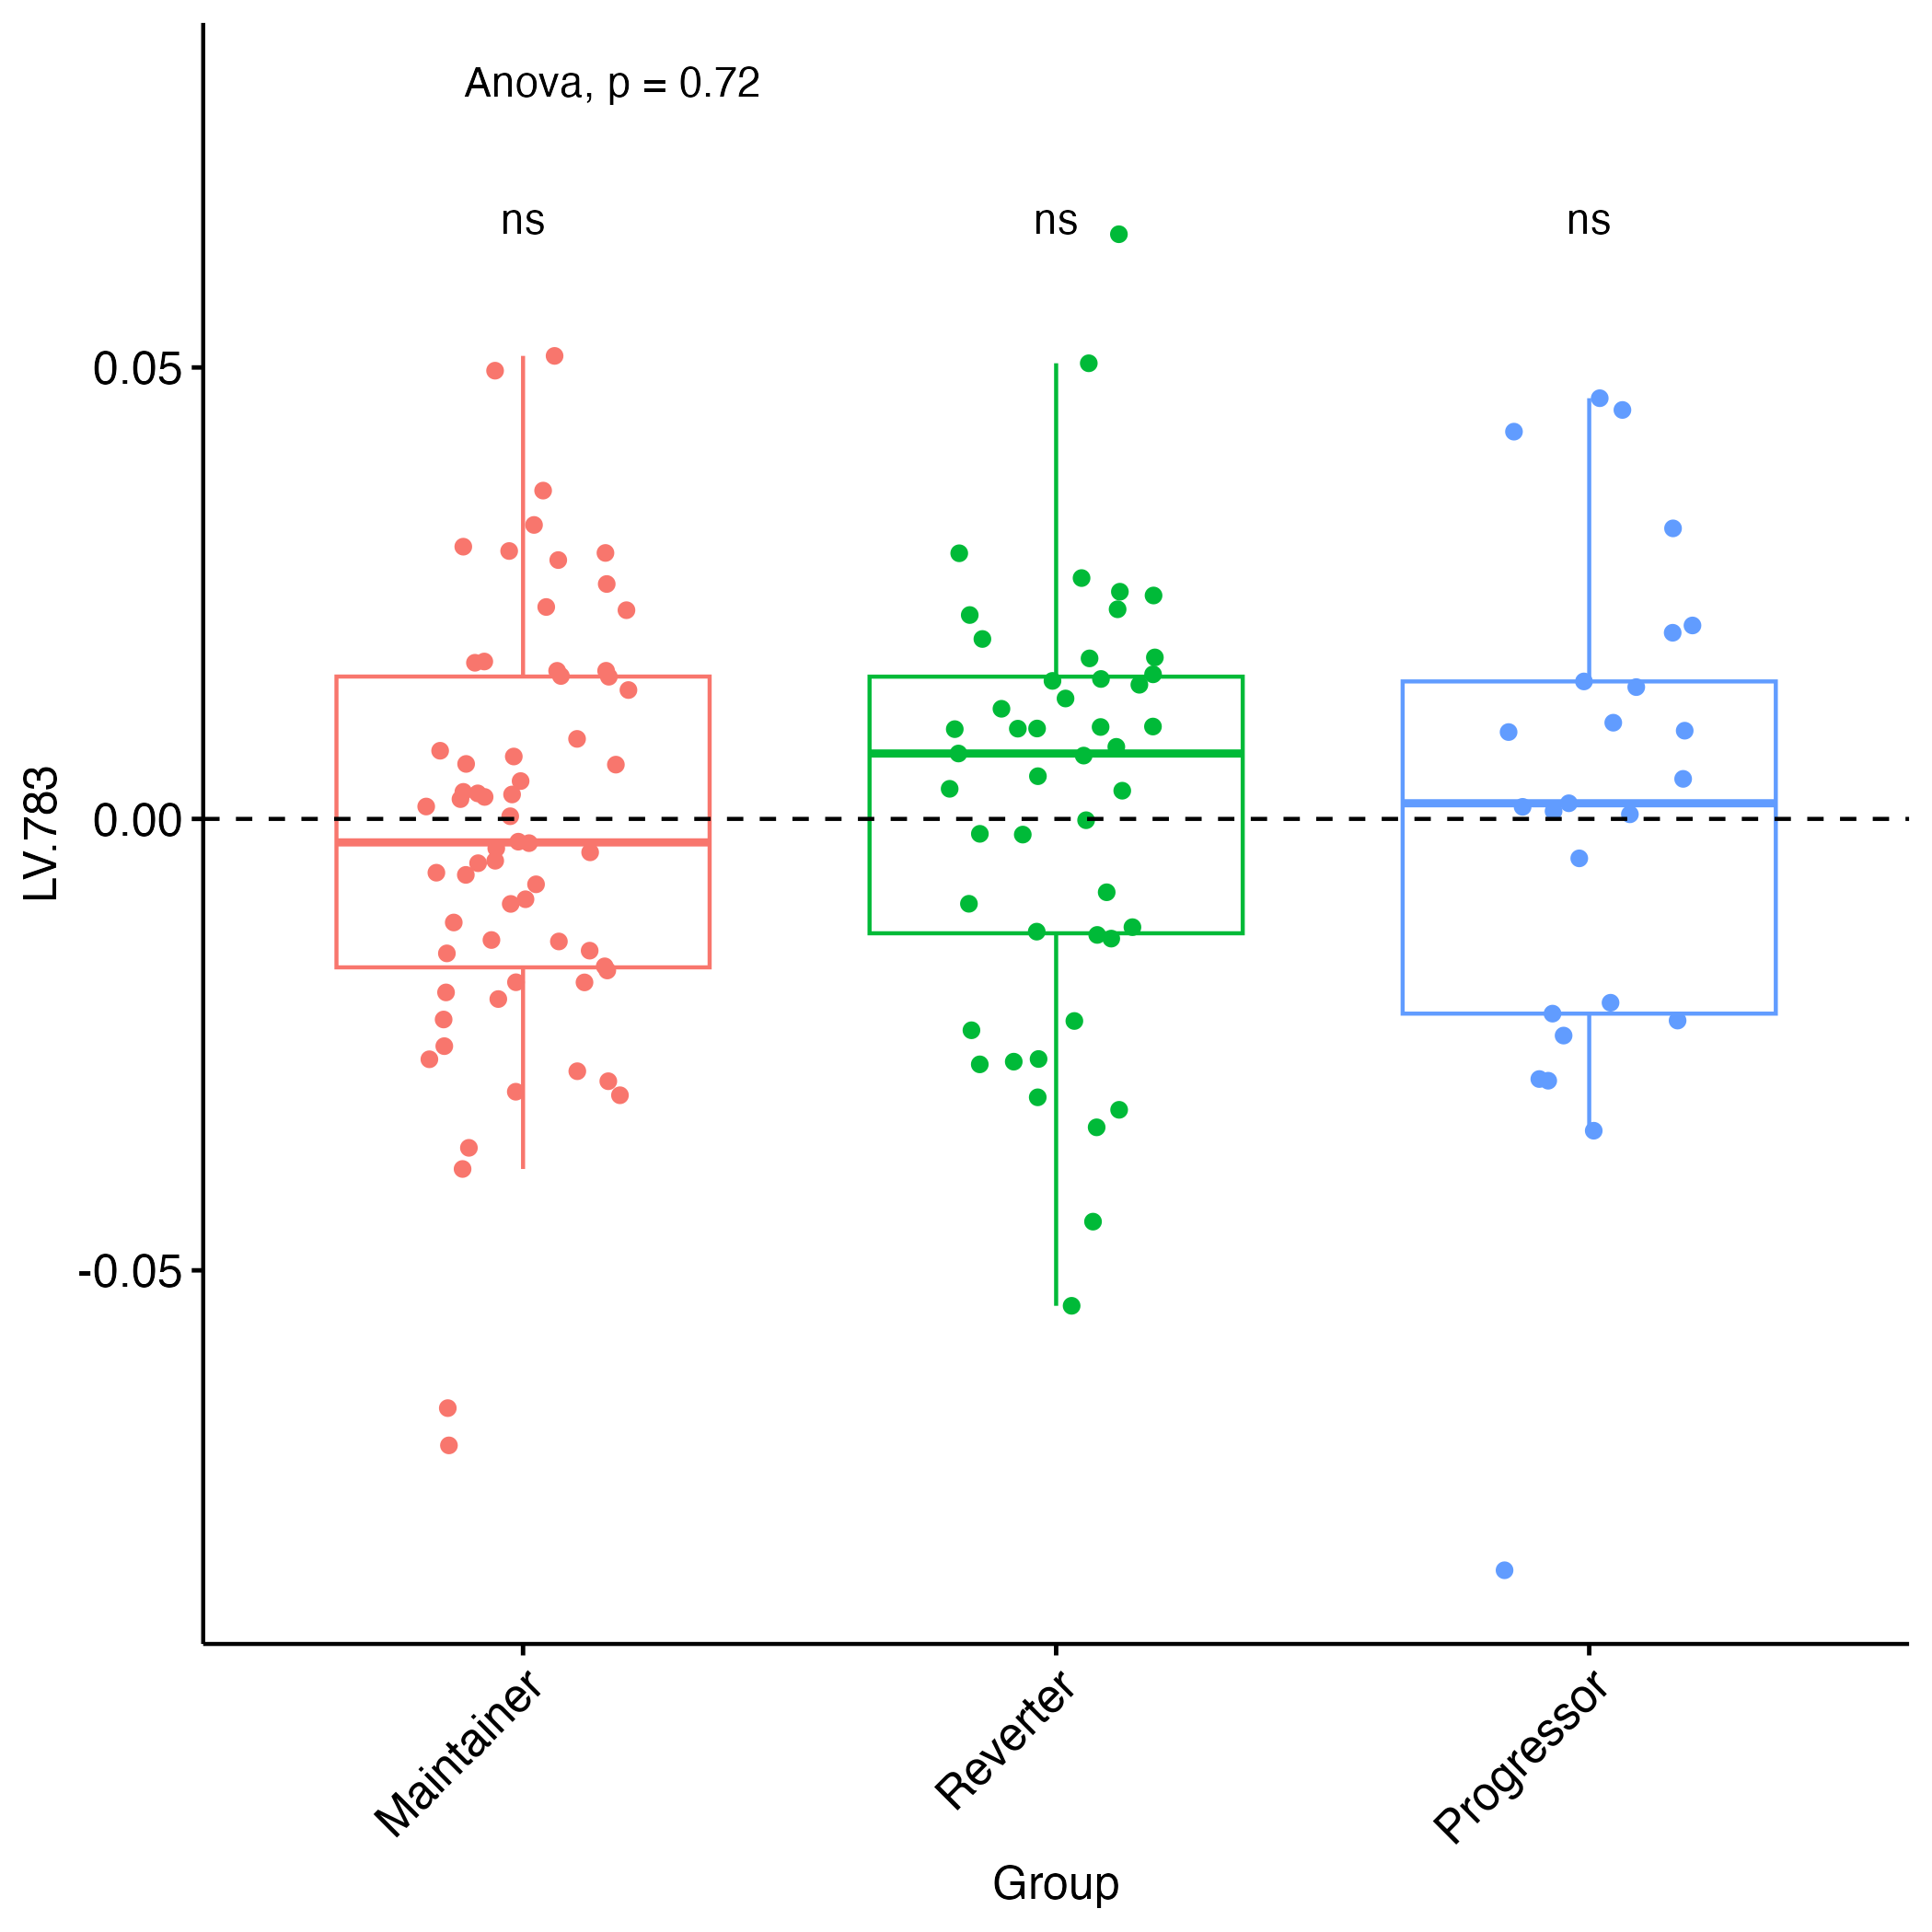 Anova, p = 0.72
ns ns ns
0.05
0.00
-0.05
LV.783
Maintainer Reverter Progressor
Group